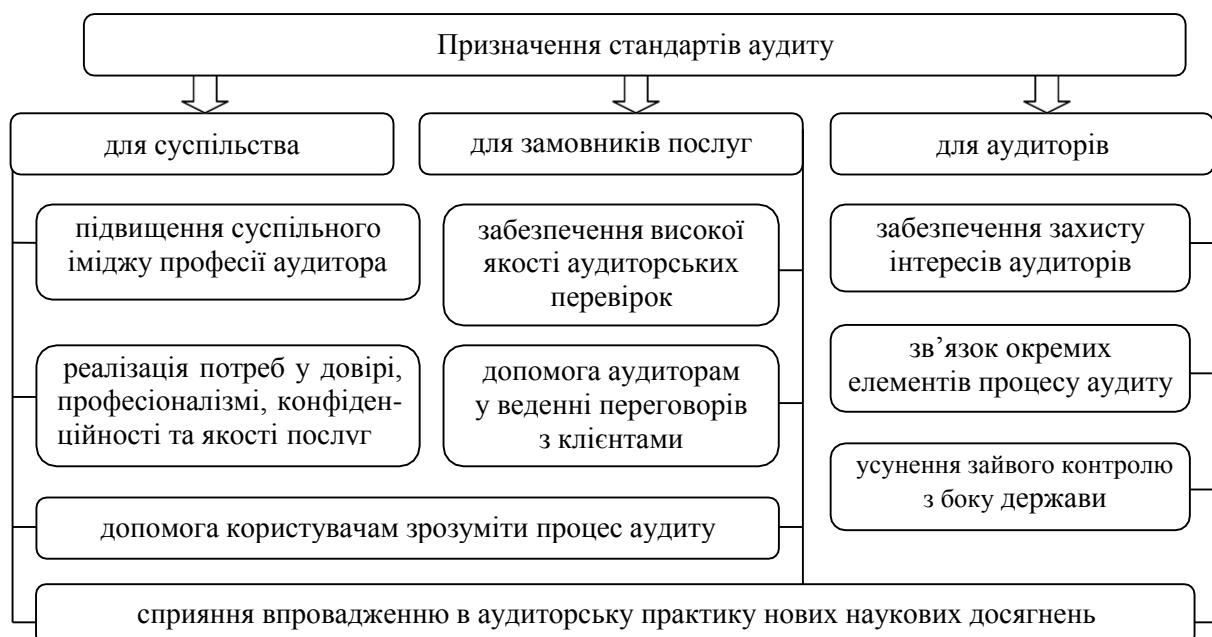 Призначення стандартів аудиту
для суспільства
для замовників послуг
для аудиторів
підвищення суспільного
іміджу професії аудитора
забезпечення високої
якості аудиторських
перевірок
забезпечення захисту
інтересів аудиторів
реалізація потреб у довірі,
професіоналізмі, конфіден-
ційності та якості послуг
допомога аудиторам
у веденні переговорів
з клієнтами
зв’язок окремих
елементів процесу аудиту
усунення зайвого контролю
з боку держави
допомога користувачам зрозуміти процес аудиту
сприяння впровадженню в аудиторську практику нових наукових досягнень